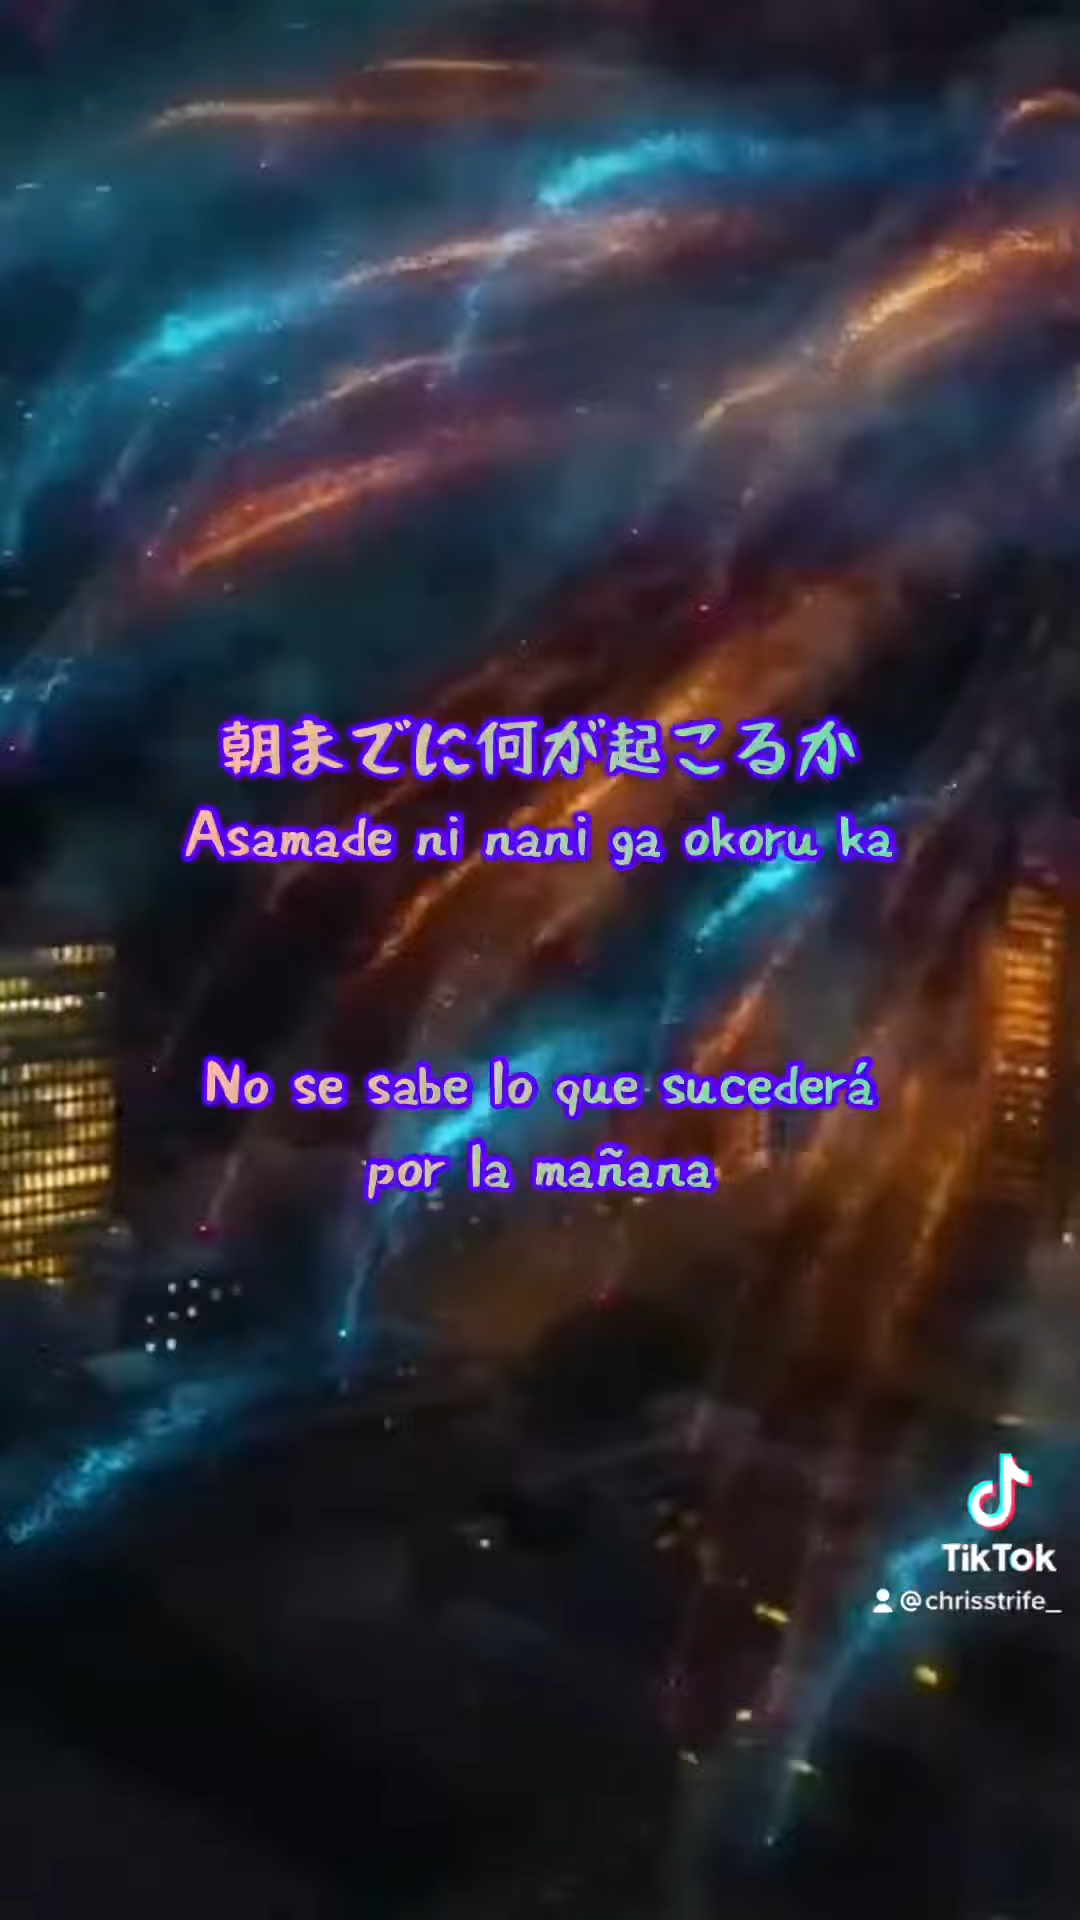 朝までに何が起こるか
Asamade ni nani ga okoru ka
No se sabe lo que sucederá
por la mañana
TikTok
@chrisstrife_